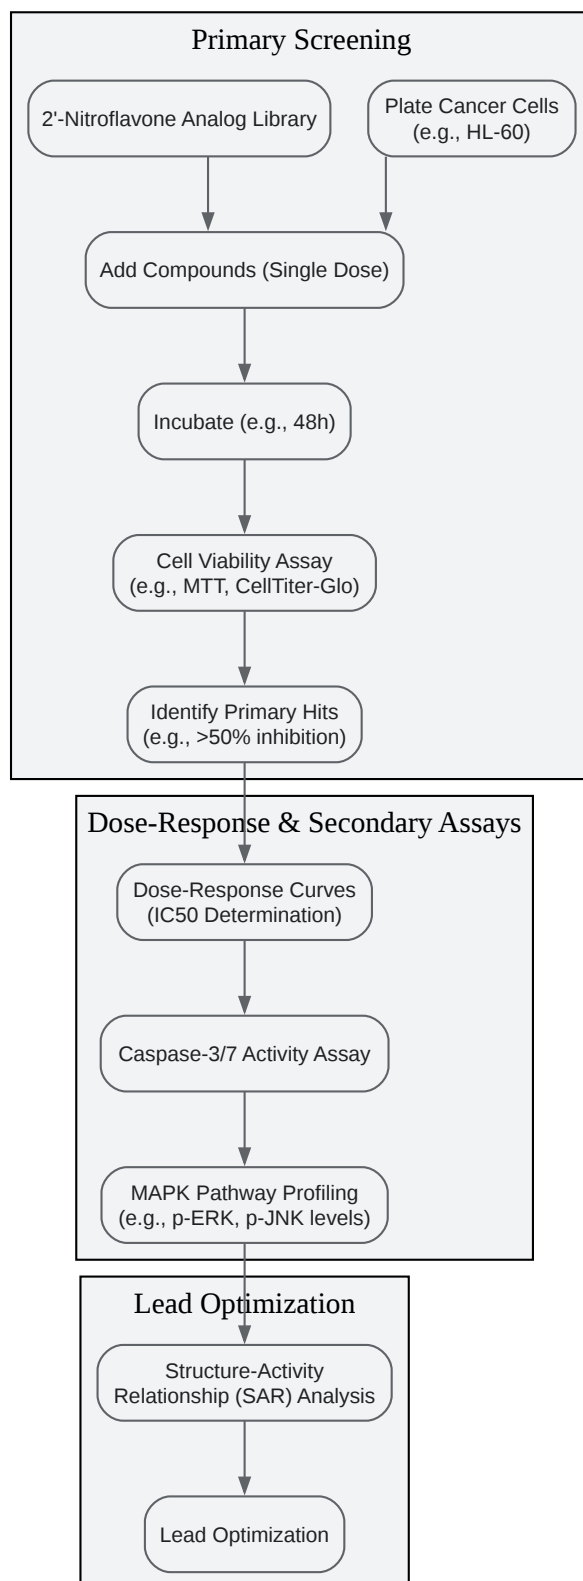 Primary Screening
2'-Nitroflavone Analog Library
Plate Cancer Cells
(e.g., HL-60)
Add Compounds (Single Dose)
Incubate (e.g., 48h)
Cell Viability Assay
(e.g., MTT, CellTiter-Glo)
Identify Primary Hits
(e.g., >50% inhibition)
Dose-Response & Secondary Assays
Dose-Response Curves
(IC50 Determination)
Caspase-3/7 Activity Assay
MAPK Pathway Profiling
(e.g., p-ERK, p-JNK levels)
Lead Optimization
Structure-Activity
Relationship (SAR) Analysis
Lead Optimization